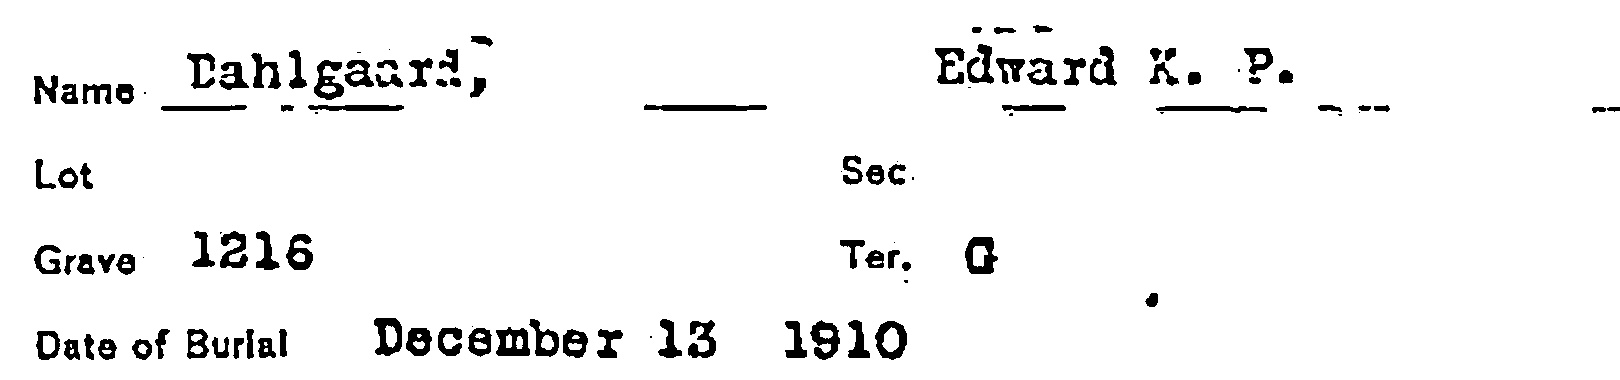 Name Dahlgaard, Edward K. P.
Lot Sec.
Grave 1216 Ter. G
Date of Burial December 13 1910